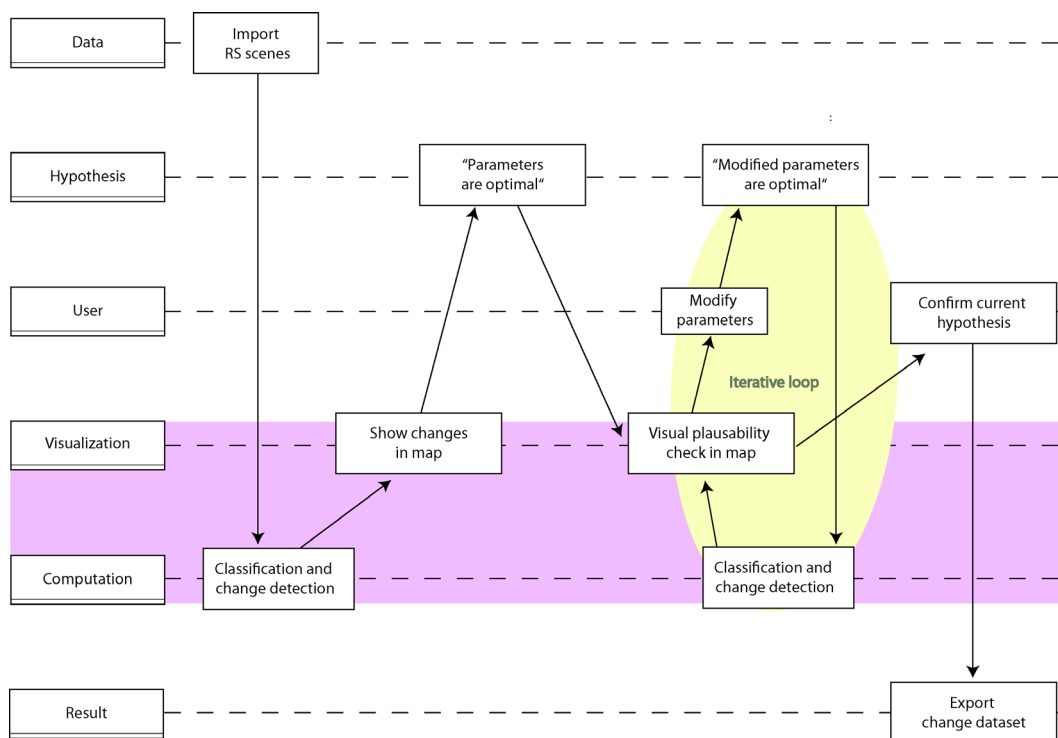 Data
Import
RS scenes
:
Hypothesis
“Parameters
are optimal“
“Modified parameters
are optimal“
User
Modify
parameters
Confirm current
hypothesis
Iterative loop
Visualization
Show changes
in map
Visual plausability
check in map
Computation
Classification and
change detection
Classification and
change detection
Result
Export
change dataset